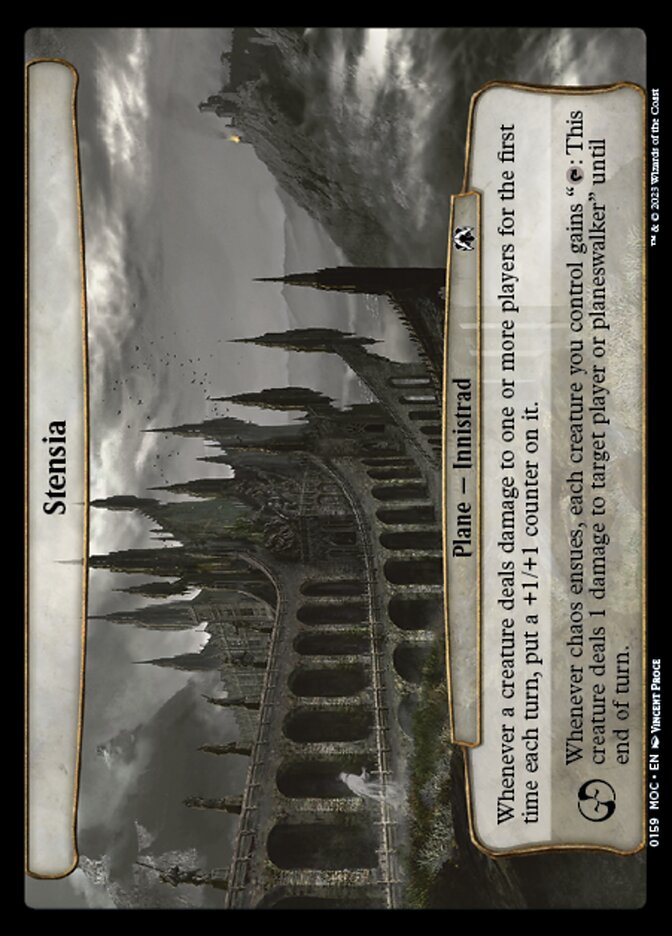 Stensia
Plane — Innistrad
Whenever a creature deals damage to one or more players for the first
time each turn, put a +1/+1 counter on it.
Whenever chaos ensues, each creature you control gains “: This
creature deals 1 damage to target player or planeswalker” until
end of turn.
0159 MOC • EN Vincent Proce
™ & © 2023 Wizards of the Coast